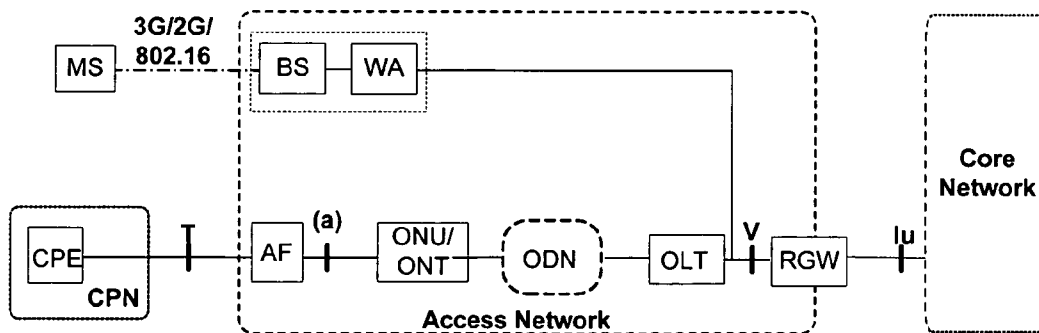 3G/2G/
802.16
MS
BS
WA
Core
Network
T
(a)
V
Iu
CPE
CPN
AF
ONU/
ONT
ODN
OLT
RGW
Access Network